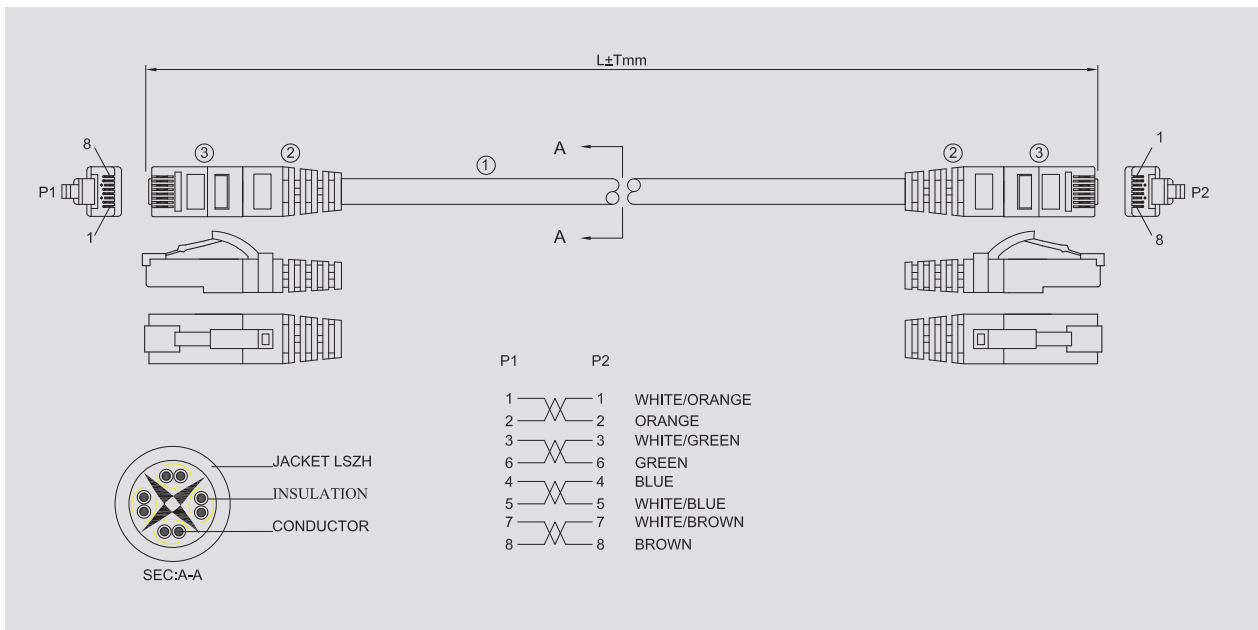 L±Tmm
8
3
2
1
A
2
3
1
P1
P2
1
A
8
P1 P2
1 1 WHITE/ORANGE
2 2 ORANGE
3 3 WHITE/GREEN
6 6 GREEN
4 4 BLUE
5 5 WHITE/BLUE
7 7 WHITE/BROWN
8 8 BROWN
JACKET LSZH
INSULATION
CONDUCTOR
SEC:A-A